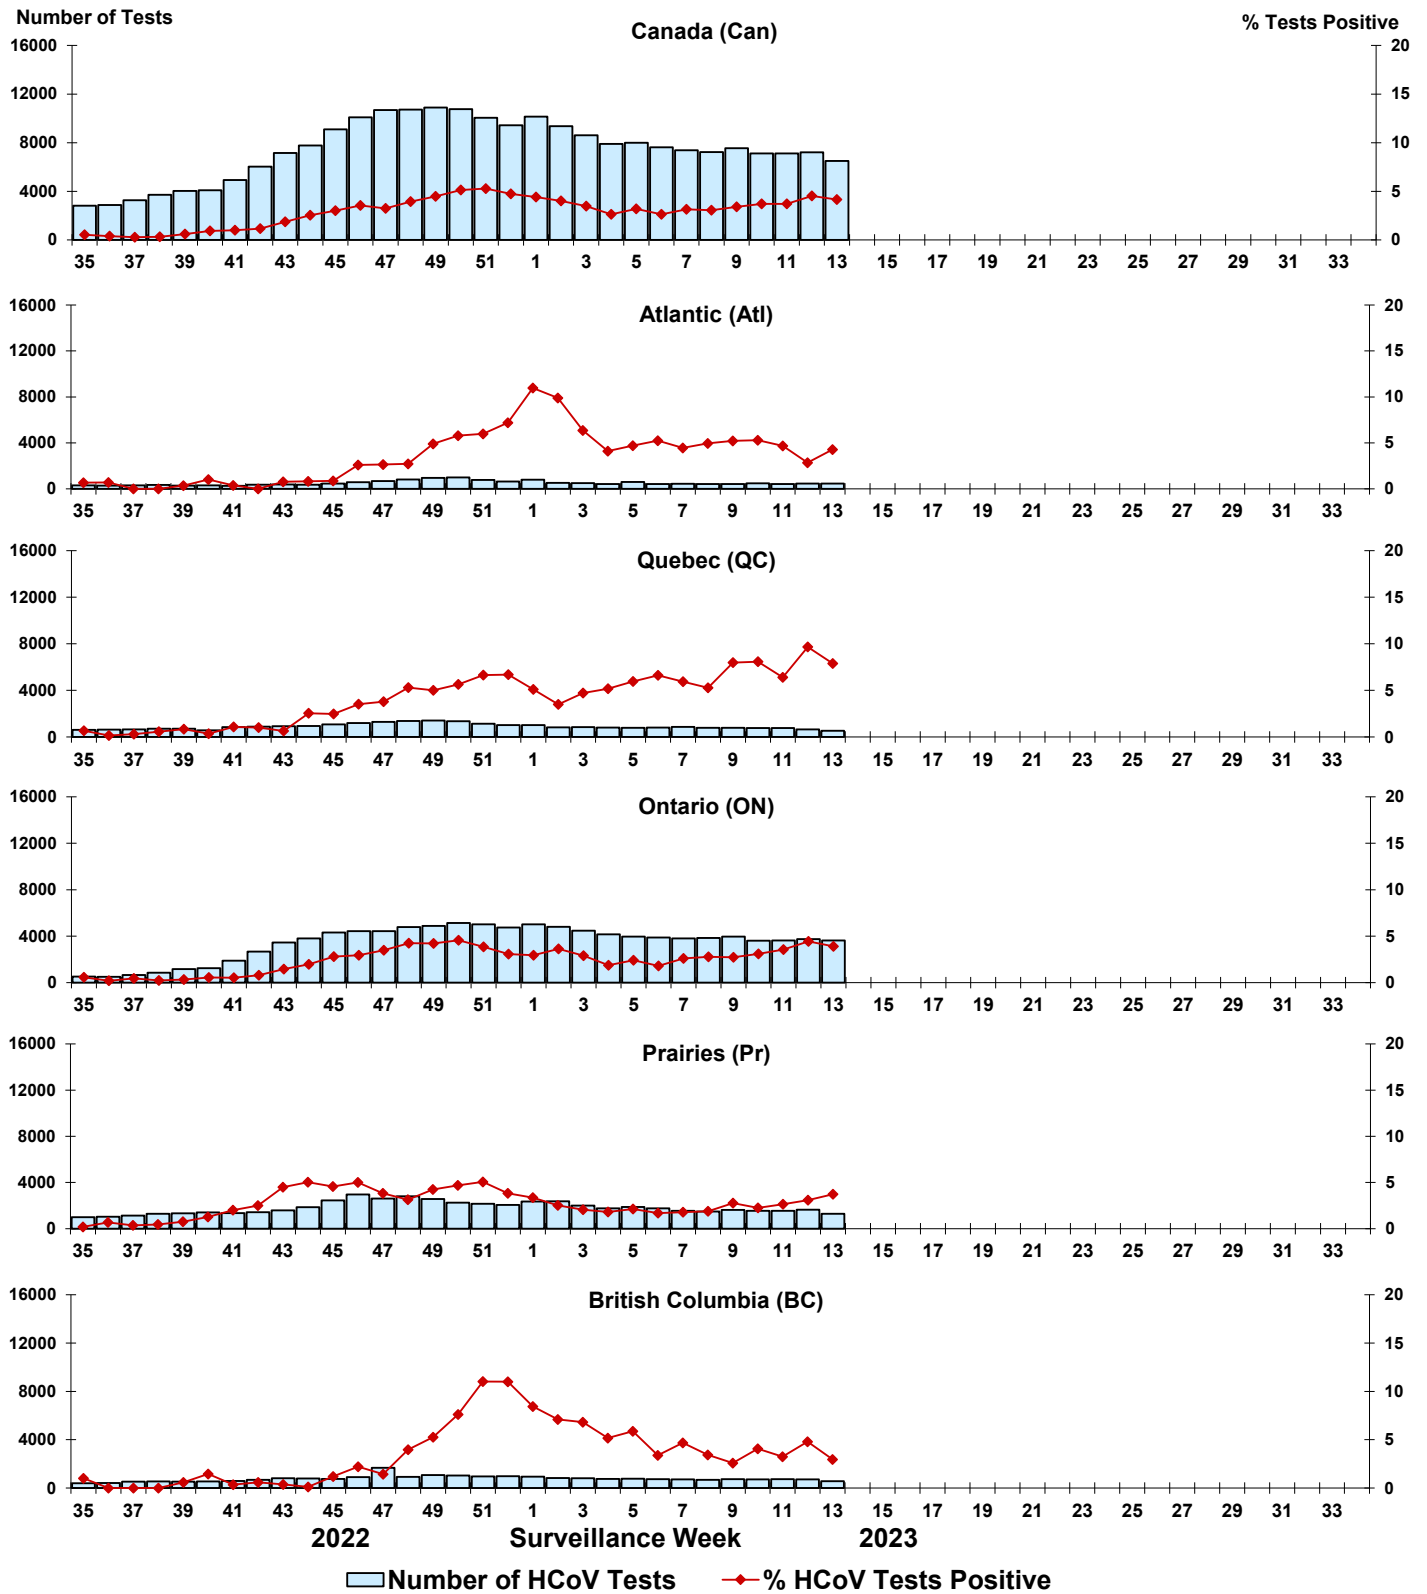 Number of Tests
Canada (Can)
% Tests Positive
16000 20
12000 15
8000 10
4000 5
0 0
35 37 39 41 43 45 47 49 51 1 3 5 7 9 11 13 15 17 19 21 23 25 27 29 31 33
Atlantic (Atl)
16000 20
12000 15
8000 10
4000 5
0 0
35 37 39 41 43 45 47 49 51 1 3 5 7 9 11 13 15 17 19 21 23 25 27 29 31 33
Quebec (QC)
16000 20
12000 15
8000 10
4000 5
0 0
35 37 39 41 43 45 47 49 51 1 3 5 7 9 11 13 15 17 19 21 23 25 27 29 31 33
Ontario (ON)
16000 20
12000 15
8000 10
4000 5
0 0
35 37 39 41 43 45 47 49 51 1 3 5 7 9 11 13 15 17 19 21 23 25 27 29 31 33
Prairies (Pr)
16000 20
12000 15
8000 10
4000 5
0 0
35 37 39 41 43 45 47 49 51 1 3 5 7 9 11 13 15 17 19 21 23 25 27 29 31 33
British Columbia (BC)
16000 20
12000 15
8000 10
4000 5
0 0
35 37 39 41 43 45 47 49 51 1 3 5 7 9 11 13 15 17 19 21 23 25 27 29 31 33
2022 Surveillance Week 2023
Number of HCoV Tests % HCoV Tests Positive